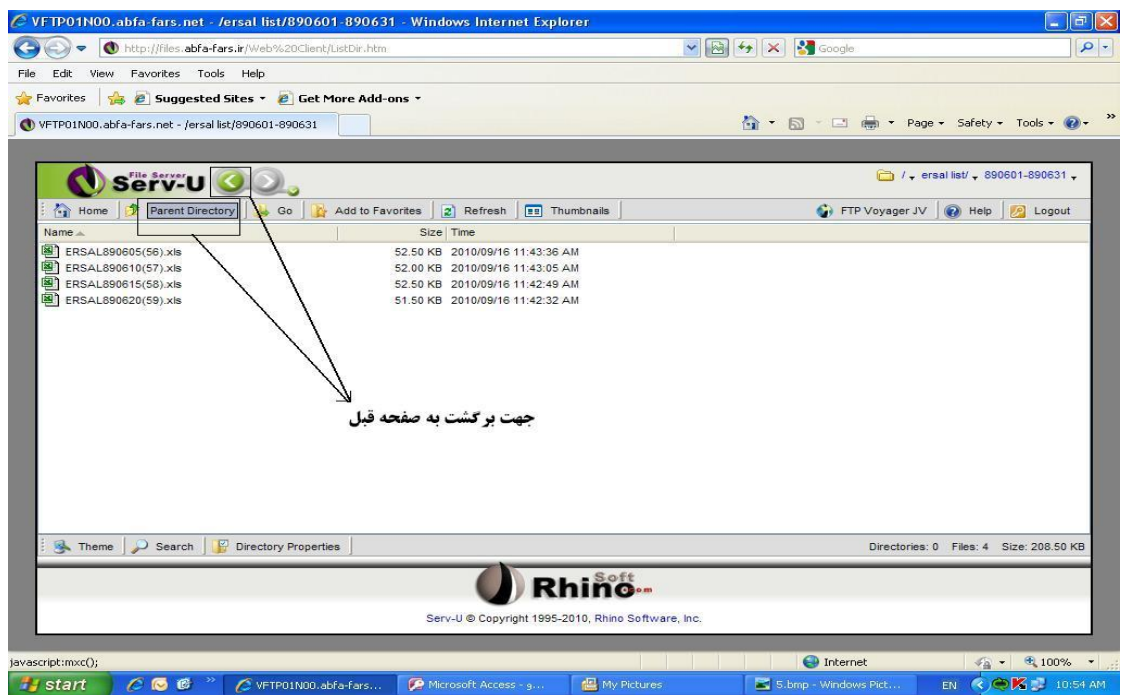 VFTP01N00.abfa-fars.net - /ersal list/890601-890631 - Windows Internet Explorer
http://files.abfa-fars.ir/Web%20Client/ListDir.htm
Google
File Edit View Favorites Tools Help
Favorites Suggested Sites Get More Add-ons
VFTP01N00.abfa-fars.net - /ersal list/890601-890631
Page Safety Tools
File Server
Serv-U
/ ersal list/ 890601-890631
Home Parent Directory Go Add to Favorites Refresh Thumbnails FTP Voyager JV Help Logout
Name Size Time
ERSAL890605(56).xls 52.50 KB 2010/09/16 11:43:36 AM
ERSAL890610(57).xls 52.00 KB 2010/09/16 11:43:05 AM
ERSAL890615(58).xls 52.50 KB 2010/09/16 11:42:49 AM
ERSAL890620(59).xls 51.50 KB 2010/09/16 11:42:32 AM
جهت برگشت به صفحه قبل
Theme Search Directory Properties Directories: 0 Files: 4 Size: 208.50 KB
RhinoSoft.com
Serv-U © Copyright 1995-2010, Rhino Software, Inc.
javascript:mxc(); Internet 100%
start VFTP01N00.abfa-fars... Microsoft Access - g... My Pictures 5.bmp - Windows Pict... EN 10:54 AM